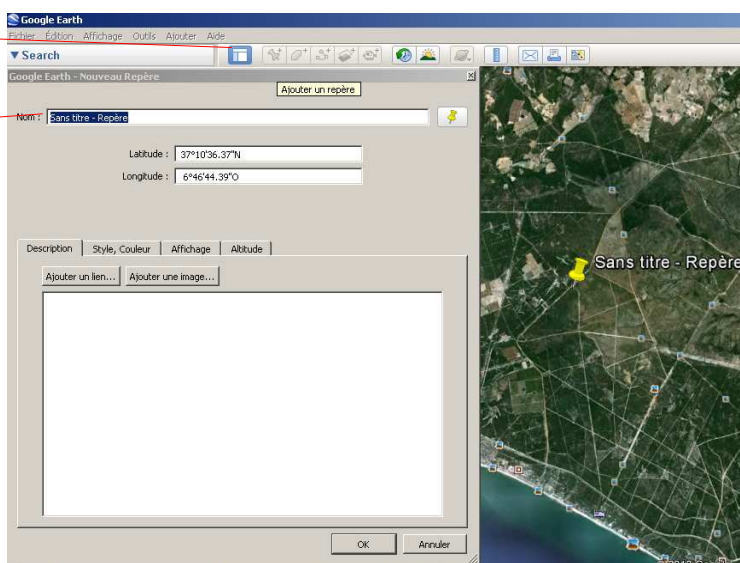 Google Earth
Fichier Édition Affichage Outils Ajouter Aide
Search
Google Earth - Nouveau Repère
Ajouter un repère
Nom : Sans titre - Repère
Latitude : 37°10'36.37"N
Longitude : 6°46'44.39"O
Description Style, Couleur Affichage Altitude
Ajouter un lien... Ajouter une image...
Sans titre - Repère
OK Annuler